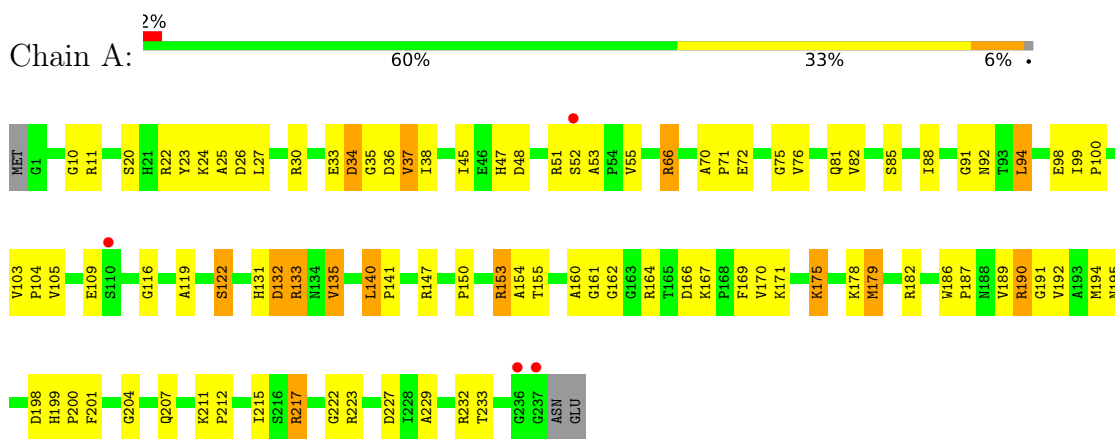 2%
Chain A:
60% 33% 6% •
MET G1 G10 R11 S20 H21 R22 Y23 K24 A25 D26 L27 R30 E33 D34 G35 D36 V37 I38 I45 E46 H47 D48 R51 S52 A53 P54 V55 R66 A70 P71 E72 G75 V76 Q81 V82 S85 I88 G91 N92 T93 L94 E98 I99 P100
V103 P104 V105 E109 S110 G116 A119 S122 H131 D132 R133 N134 V135 L140 P141 R147 P150 R153 A154 T155 A160 G161 G162 G163 R164 T165 D166 K167 P168 F169 V170 K171 K175 K178 M179 R182 W186 P187 N188 V189 R190 G191 V192 A193 M194 N195
D198 H199 P200 F201 G204 Q207 K211 P212 I215 S216 R217 G222 R223 D227 I228 A229 R232 T233 G236 G237 ASN GLU